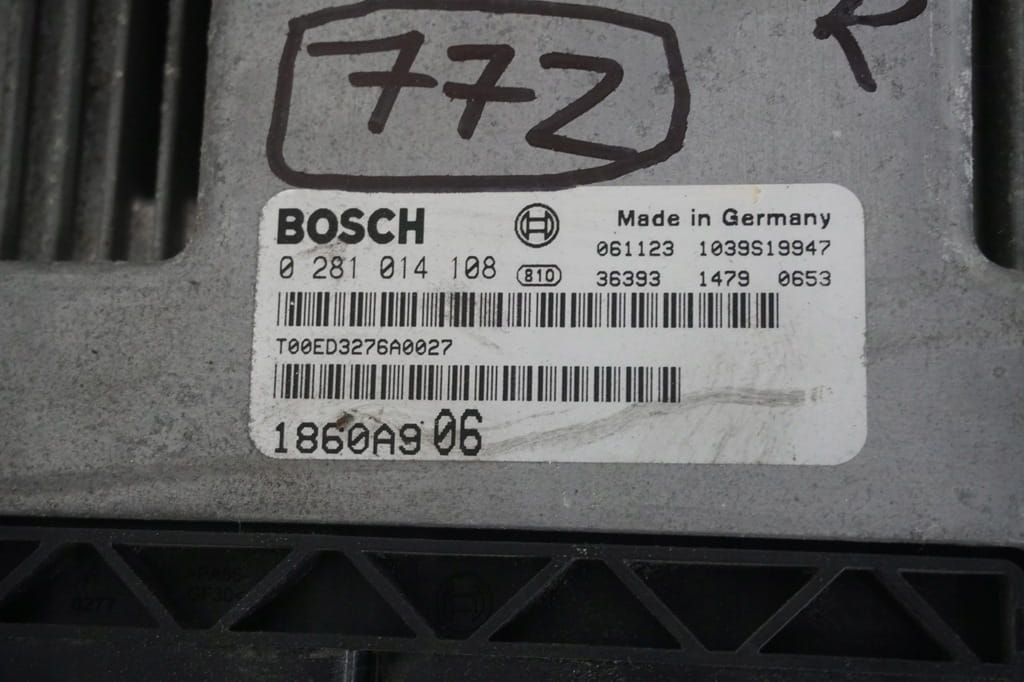 772
R
BOSCH
Made in Germany
061123 1039S19947
0 281 014 108
810
36393 1479 0653
T00ED3276A0027
1860A906